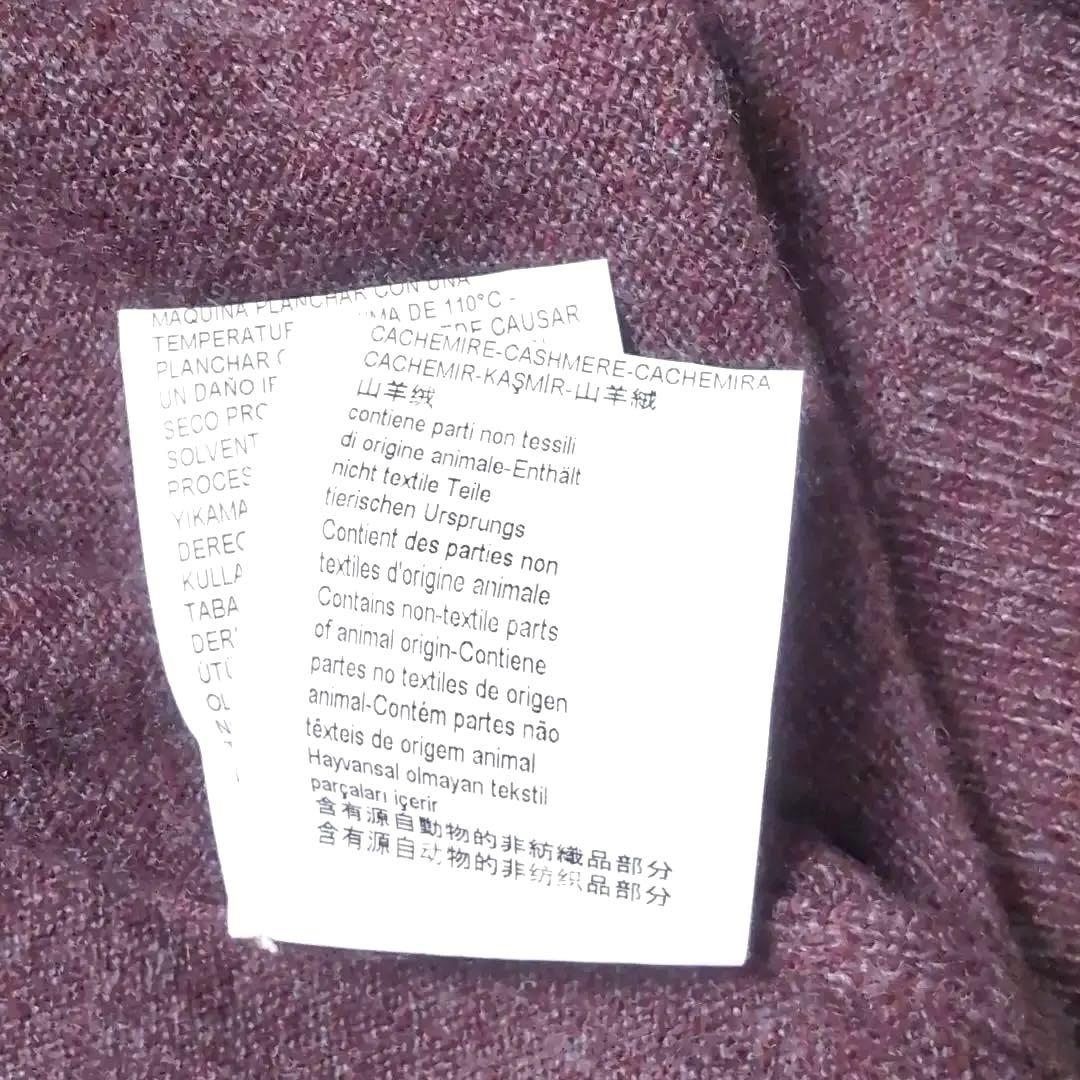 MAQUINA PLANCHAR CON UNA
TEMPERATUR MA DE 110°C -
PLANCHAR DE CAUSAR
UN DAÑO
SECO
SOLVENT
PROCES
YIKAMA
DEREC
KULLA
TABA
DER
ÜTÜ
OL
CACHEMIRE-CASHMERE-CACHEMIRA
CACHEMIR-KAŞMİR-山羊絨
山羊绒
contiene parti non tessili
di origine animale-Enthält
nicht textile Teile
tierischen Ursprungs
Contient des parties non
textiles d'origine animale
Contains non-textile parts
of animal origin-Contiene
partes no textiles de origen
animal-Contém partes não
têxteis de origem animal
Hayvansal olmayan tekstil
parçaları içerir
含有源自動物的非紡織品部分
含有源自动物的非纺织品部分